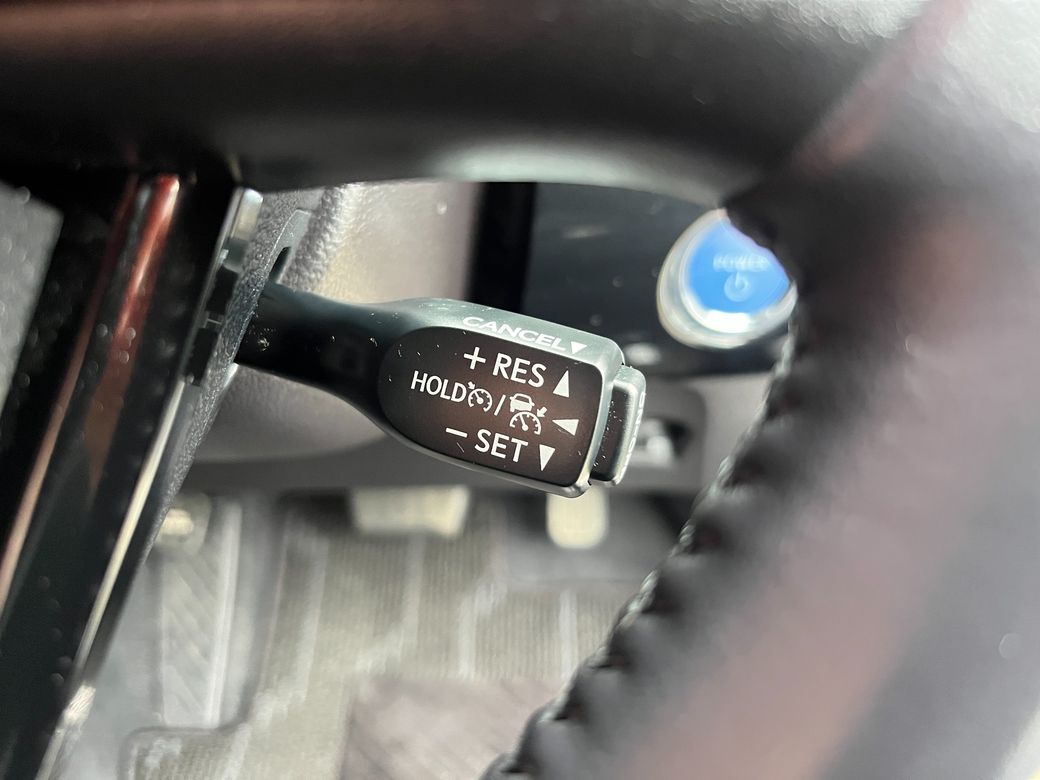 CANCEL▼
+ RES ▲
HOLD /
− SET ▼
POWER